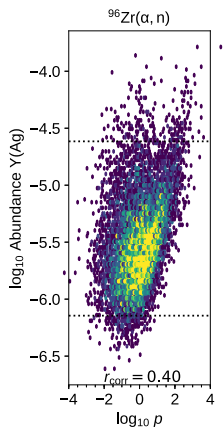 ⁹⁶Zr(α, n)
log₁₀ Abundance Y(Ag)
−4.0
−4.5
−5.0
−5.5
−6.0
−6.5
r_corr = 0.40
−4 −2 0 2 4
log₁₀ p